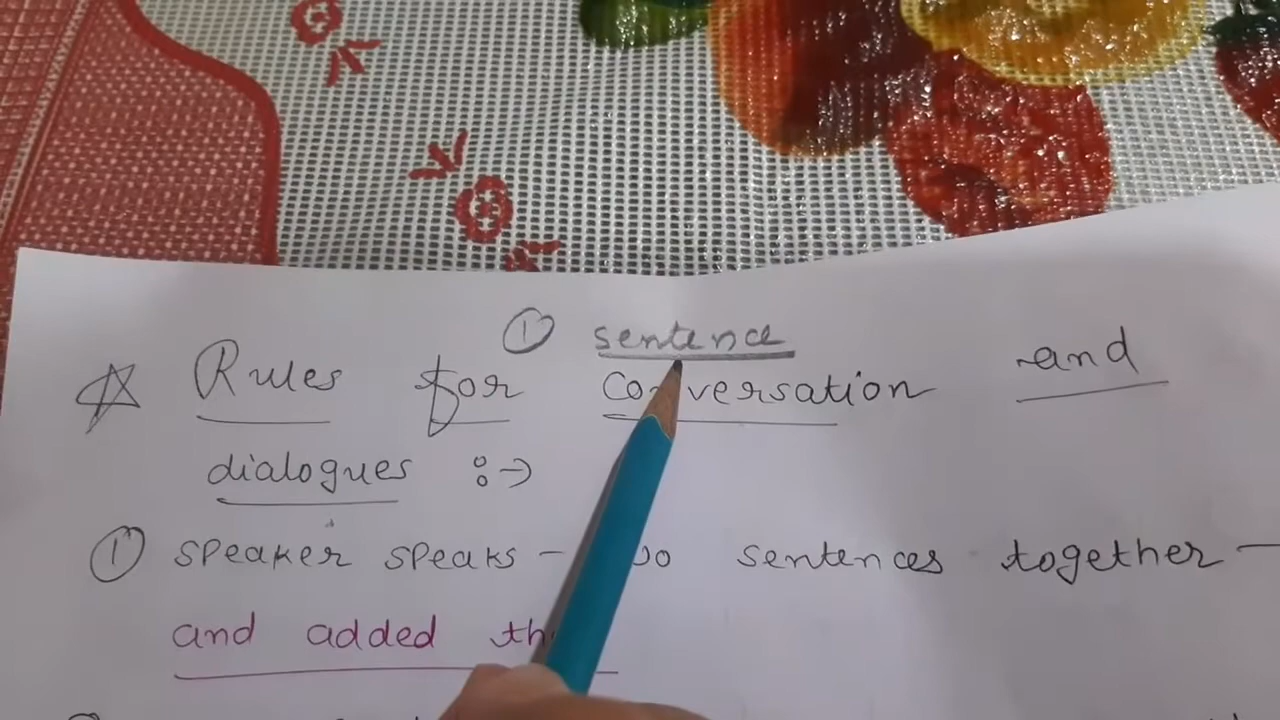 ① sentence
☆ Rules for conversation and
dialogues :→
① speaker speaks - sentences together -
and added